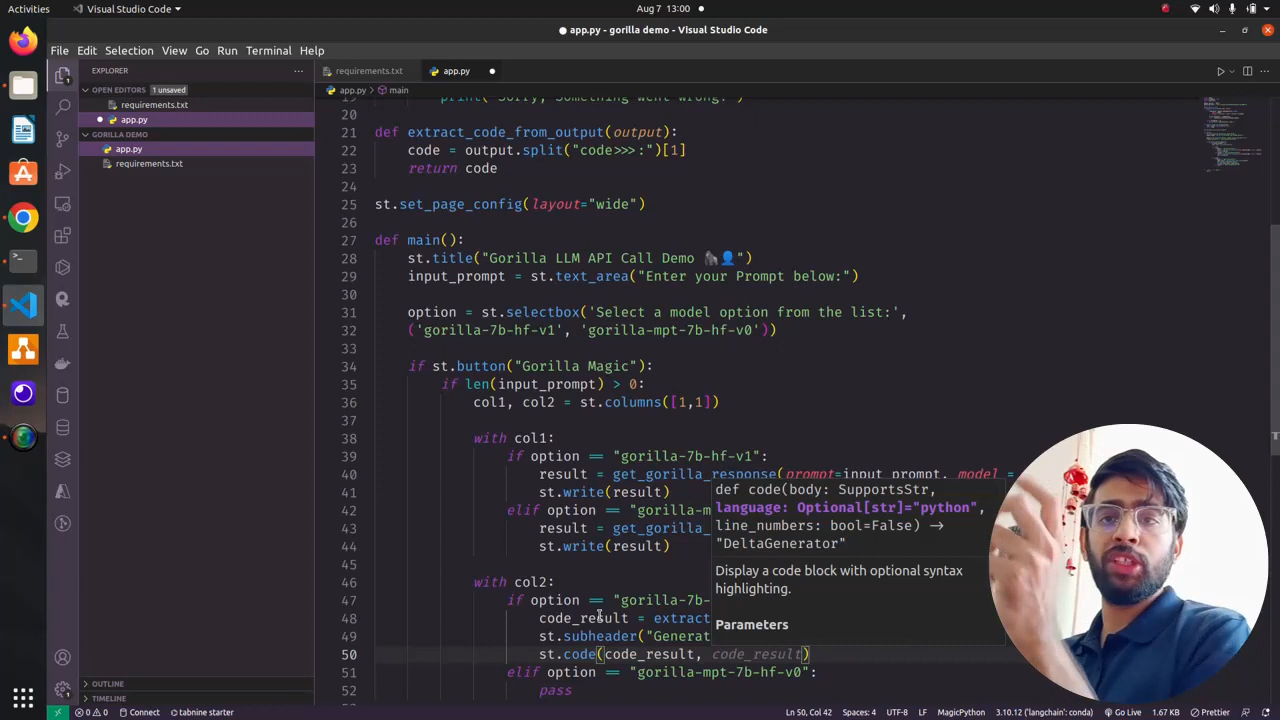 Activities
Visual Studio Code
Aug 7 13:00
app.py - gorilla demo - Visual Studio Code
File Edit Selection View Go Run Terminal Help
EXPLORER
requirements.txt
app.py
OPEN EDITORS 1 unsaved
app.py > main
requirements.txt
app.py
GORILLA DEMO
app.py
requirements.txt
20
21 def extract_code_from_output(output):
22 code = output.split("code>>>:")[1]
23 return code
24
25 st.set_page_config(layout="wide")
26
27 def main():
28 st.title("Gorilla LLM API Call Demo 🦍👤")
29 input_prompt = st.text_area("Enter your Prompt below:")
30
31 option = st.selectbox('Select a model option from the list:',
32 ('gorilla-7b-hf-v1', 'gorilla-mpt-7b-hf-v0'))
33
34 if st.button("Gorilla Magic"):
35 if len(input_prompt) > 0:
36 col1, col2 = st.columns([1,1])
37
38 with col1:
39 if option == "gorilla-7b-hf-v1":
40 result = get_gorilla_response(prompt=input_prompt, model =
41 st.write(result)
42 elif option == "gorilla-m
43 result = get_gorilla_
44 st.write(result)
45
46 with col2:
47 if option == "gorilla-7b-
48 code_result = extract
49 st.subheader("Generat
50 st.code(code_result, code_result)
51 elif option == "gorilla-mpt-7b-hf-v0":
52 pass
def code(body: SupportsStr,
language: Optional[str]="python",
line_numbers: bool=False) ->
"DeltaGenerator"
Display a code block with optional syntax
highlighting.
Parameters
OUTLINE
TIMELINE
0 0 Connect tabnine starter
Ln 50, Col 42 Spaces: 4 UTF-8 LF MagicPython 3.10.12 ('langchain': conda) Go Live 1.67 KB Prettier